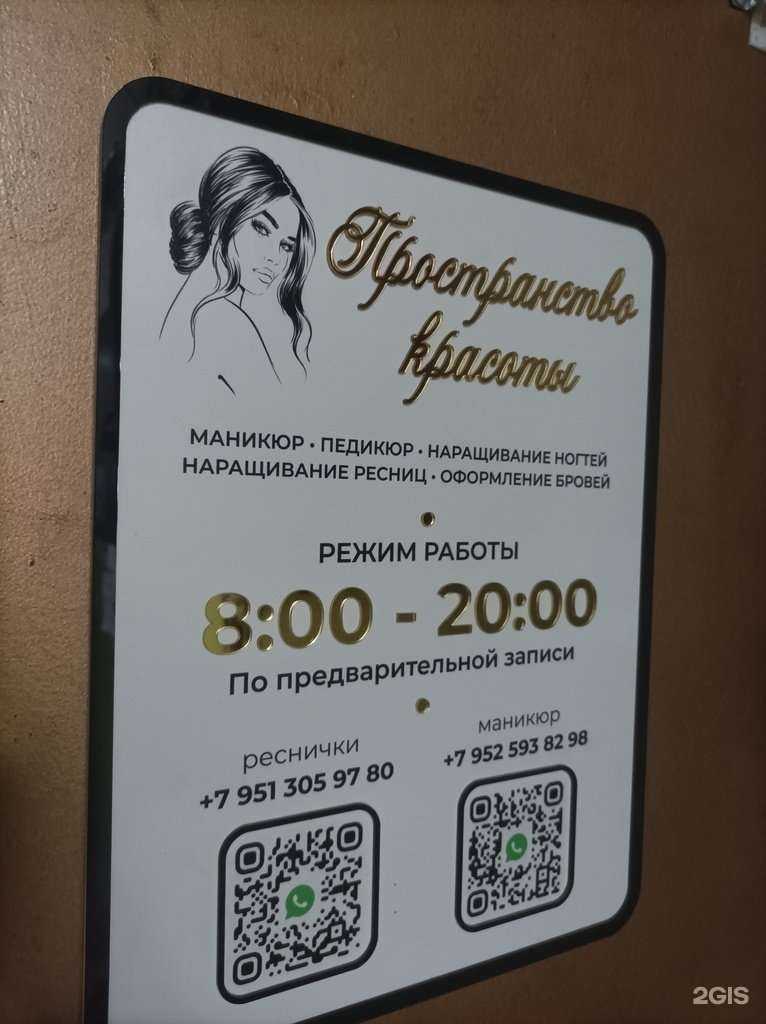 Пространство
красоты
МАНИКЮР • ПЕДИКЮР • НАРАЩИВАНИЕ НОГТЕЙ
НАРАЩИВАНИЕ РЕСНИЦ • ОФОРМЛЕНИЕ БРОВЕЙ
РЕЖИМ РАБОТЫ
8:00 - 20:00
По предварительной записи
реснички
+7 951 305 97 80
маникюр
+7 952 593 82 98
2GIS